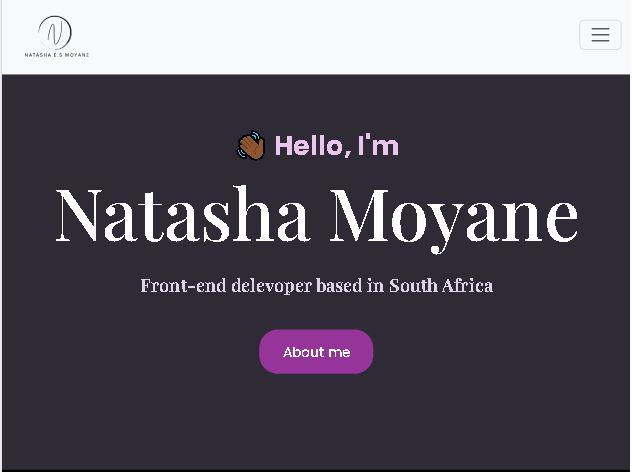 N
NATASHA E.S MOYANE
Hello, I'm
Natasha Moyane
Front-end delevoper based in South Africa
About me